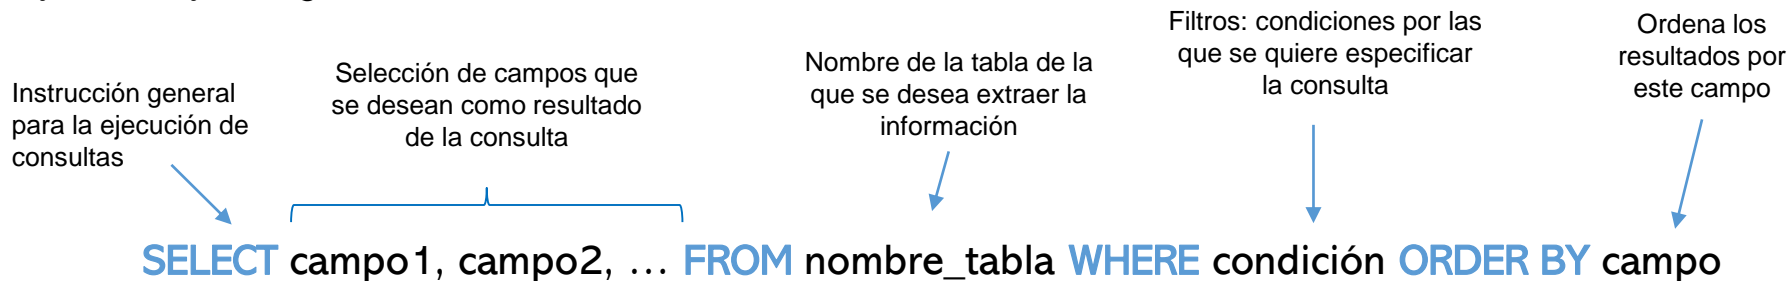 Instrucción general
para la ejecución de
consultas
Selección de campos que
se desean como resultado
de la consulta
Nombre de la tabla de la
que se desea extraer la
información
Filtros: condiciones por las
que se quiere especificar
la consulta
Ordena los
resultados por
este campo
SELECT campo1, campo2, … FROM nombre_tabla WHERE condición ORDER BY campo